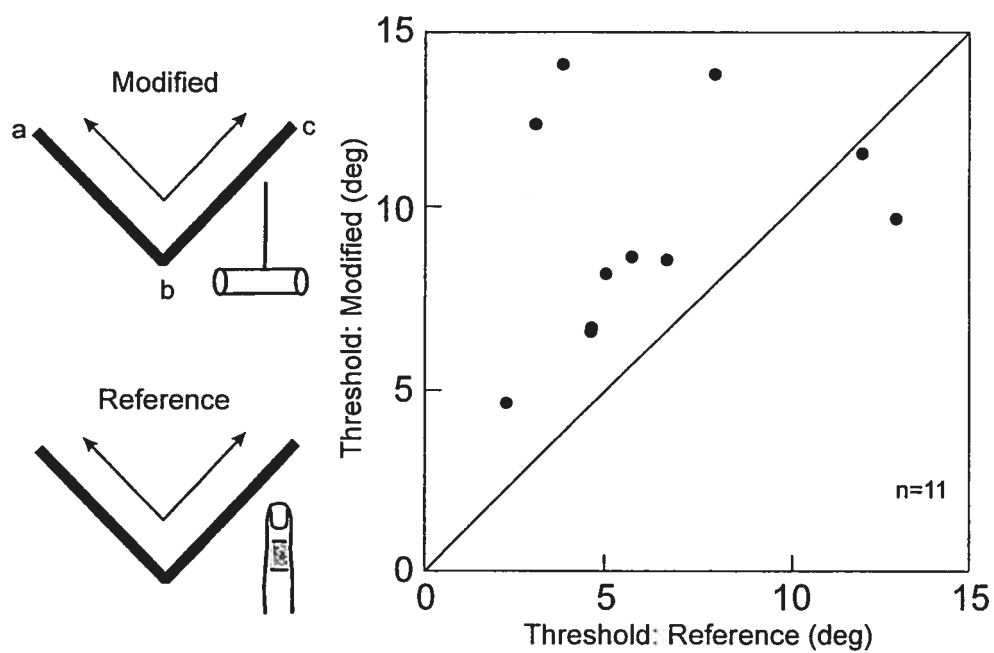 Modified
a
c
b
Reference
Threshold: Modified (deg)
15
10
5
0
n=11
0
5
10
15
Threshold: Reference (deg)